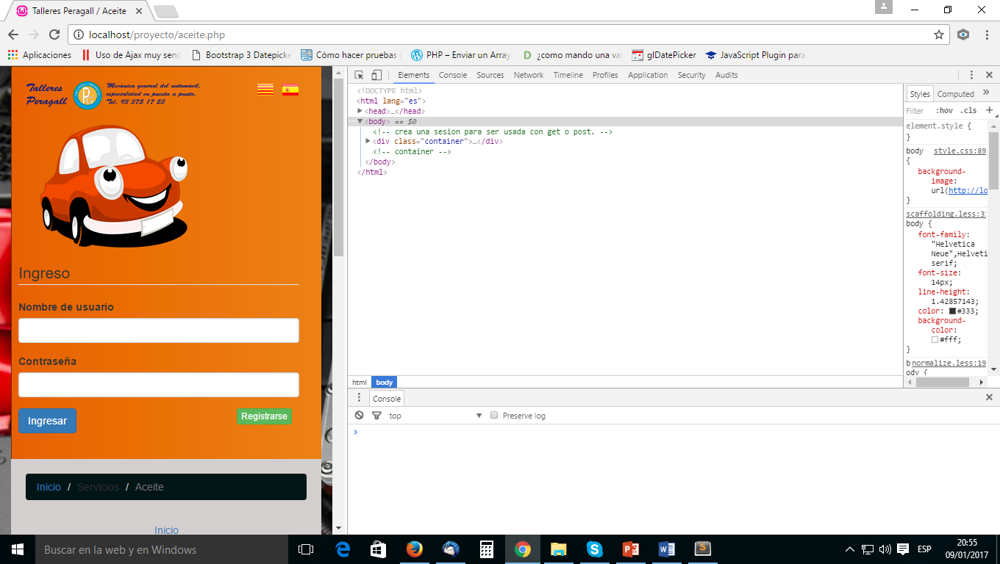 Talleres Peragall / Aceite
localhost/proyecto/aceite.php
Aplicaciones
Uso de Ajax muy senc
Bootstrap 3 Datepicke
Cómo hacer pruebas
PHP – Enviar un Array
¿como mando una va
glDatePicker
JavaScript Plugin para
Talleres
Peragall
Mecánica general del automóvil,
especialidad en puesta a punto.
Tel. 93 375 17 53
Ingreso
Nombre de usuario
Contraseña
Ingresar
Registrarse
Inicio / Servicios / Aceite
Inicio
Elements Console Sources Network Timeline Profiles Application Security Audits
<!DOCTYPE html>
<html lang="es">
<head>…</head>
<body> == $0
<!-- crea una sesion para ser usada con get o post. -->
<div class="container">…</div>
<!-- container -->
</body>
</html>
html body
Styles Computed »
Filter :hov .cls +
element.style {
}
body style.css:89
{
background-
image:
url(http://lo
}
scaffolding.less:31
body {
font-family:
"Helvetica
Neue",Helveti
serif;
font-size:
14px;
line-height:
1.42857143;
color: #333;
background-
color:
#fff;
}
b normalize.less:19
ody {
Console
top
Preserve log
Buscar en la web y en Windows
ESP
20:55
09/01/2017